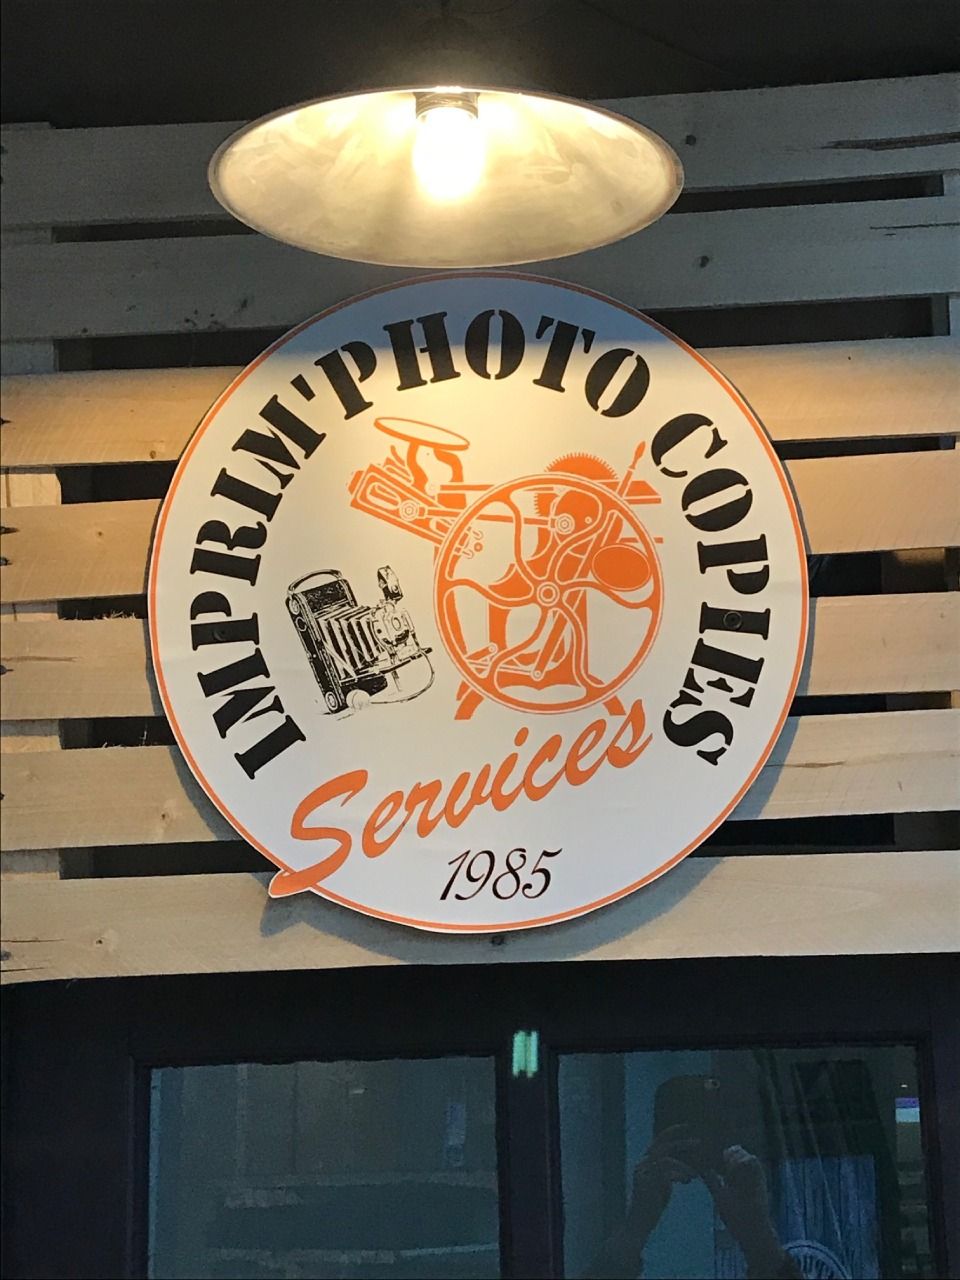 IMPRIM'PHOTO COPIES
Services
1985